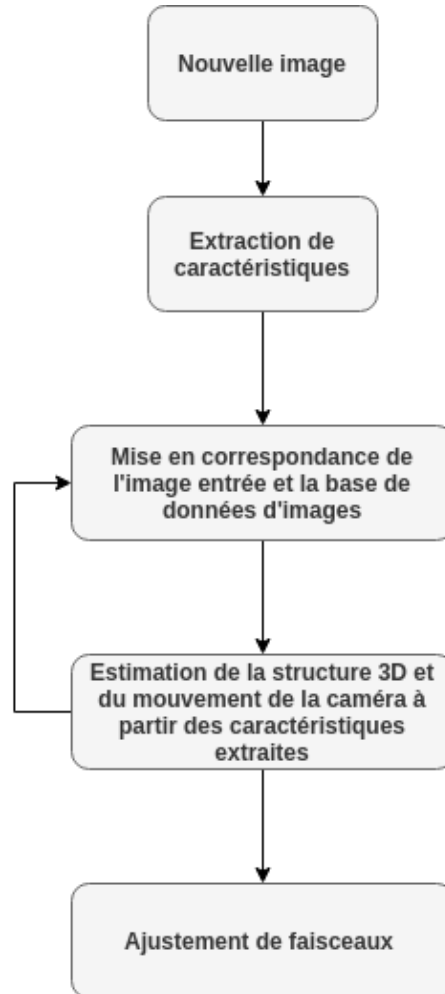 Nouvelle image
Extraction de
caractéristiques
Mise en correspondance de
l'image entrée et la base de
données d'images
Estimation de la structure 3D et
du mouvement de la caméra à
partir des caractéristiques
extraites
Ajustement de faisceaux